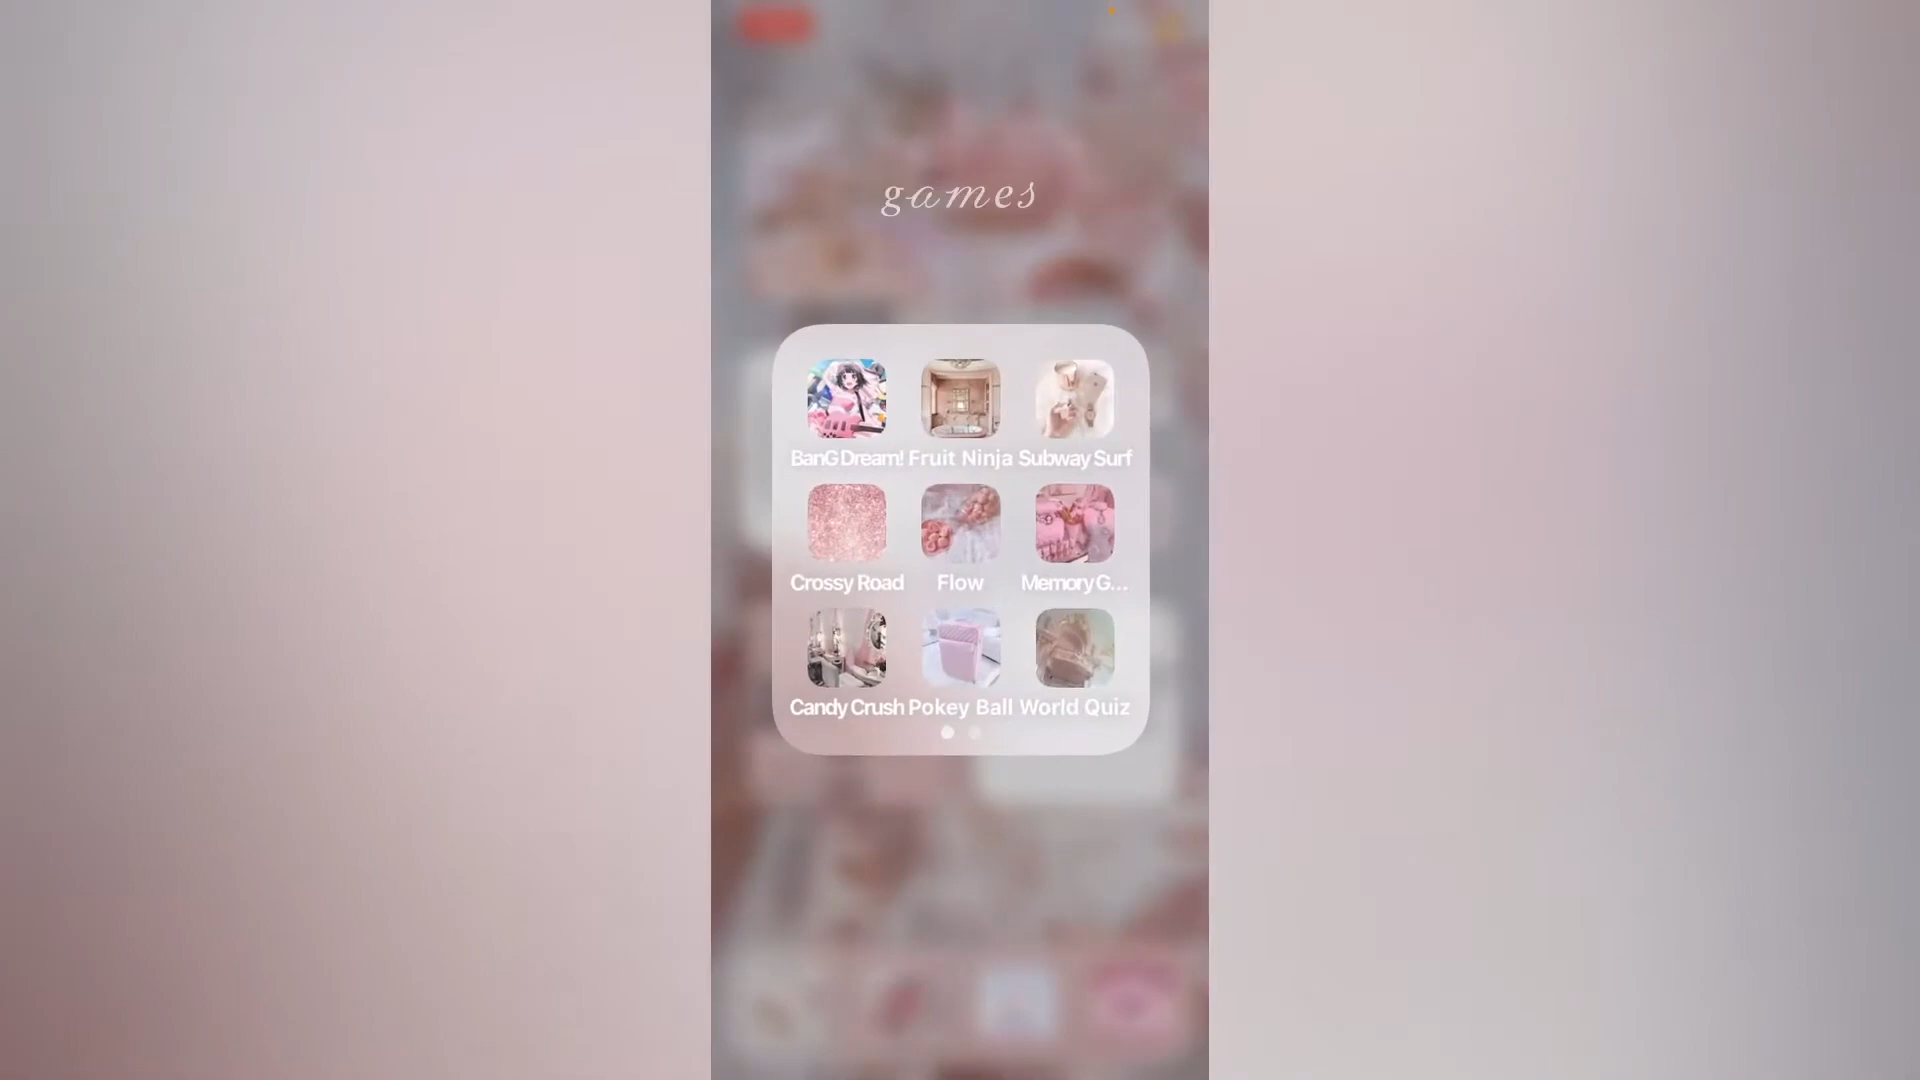 games
BanG Dream! Fruit Ninja Subway Surf
Crossy Road Flow Memory G...
Candy Crush Pokey Ball World Quiz